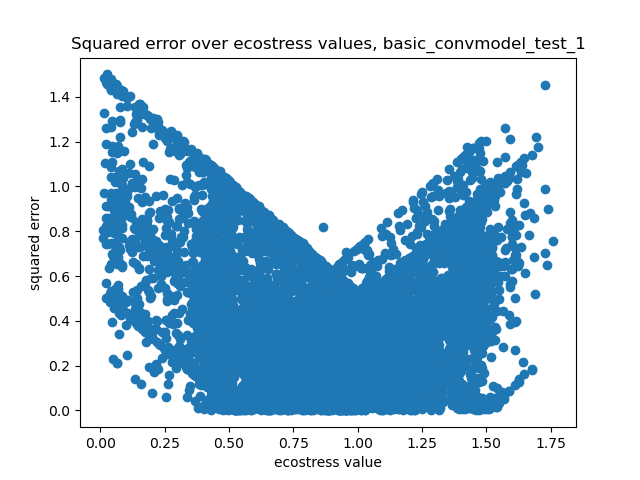 Squared error over ecostress values, basic_convmodel_test_1
squared error
1.4
1.2
1.0
0.8
0.6
0.4
0.2
0.0
0.00 0.25 0.50 0.75 1.00 1.25 1.50 1.75
ecostress value